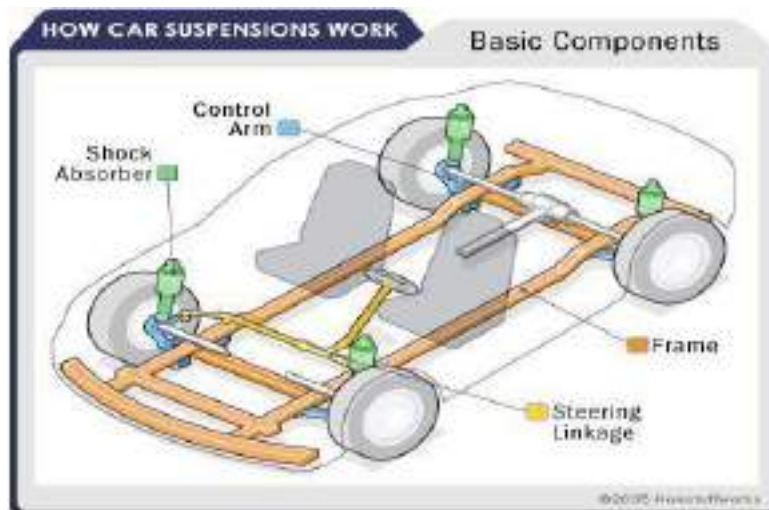 HOW CAR SUSPENSIONS WORK
Basic Components
Control
Arm
Shock
Absorber
Frame
Steering
Linkage